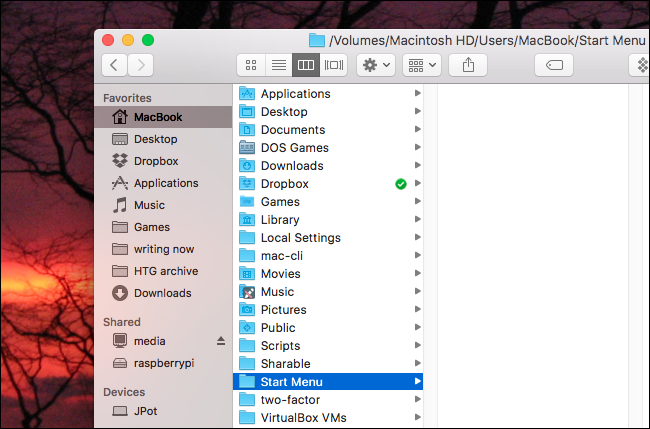 /Volumes/Macintosh HD/Users/MacBook/Start Menu
Favorites
MacBook
Desktop
Dropbox
Applications
Music
Games
writing now
HTG archive
Downloads
Shared
media
raspberrypi
Devices
JPot
Applications
Desktop
Documents
DOS Games
Downloads
Dropbox
Games
Library
Local Settings
mac-cli
Movies
Music
Pictures
Public
Scripts
Sharable
Start Menu
two-factor
VirtualBox VMs